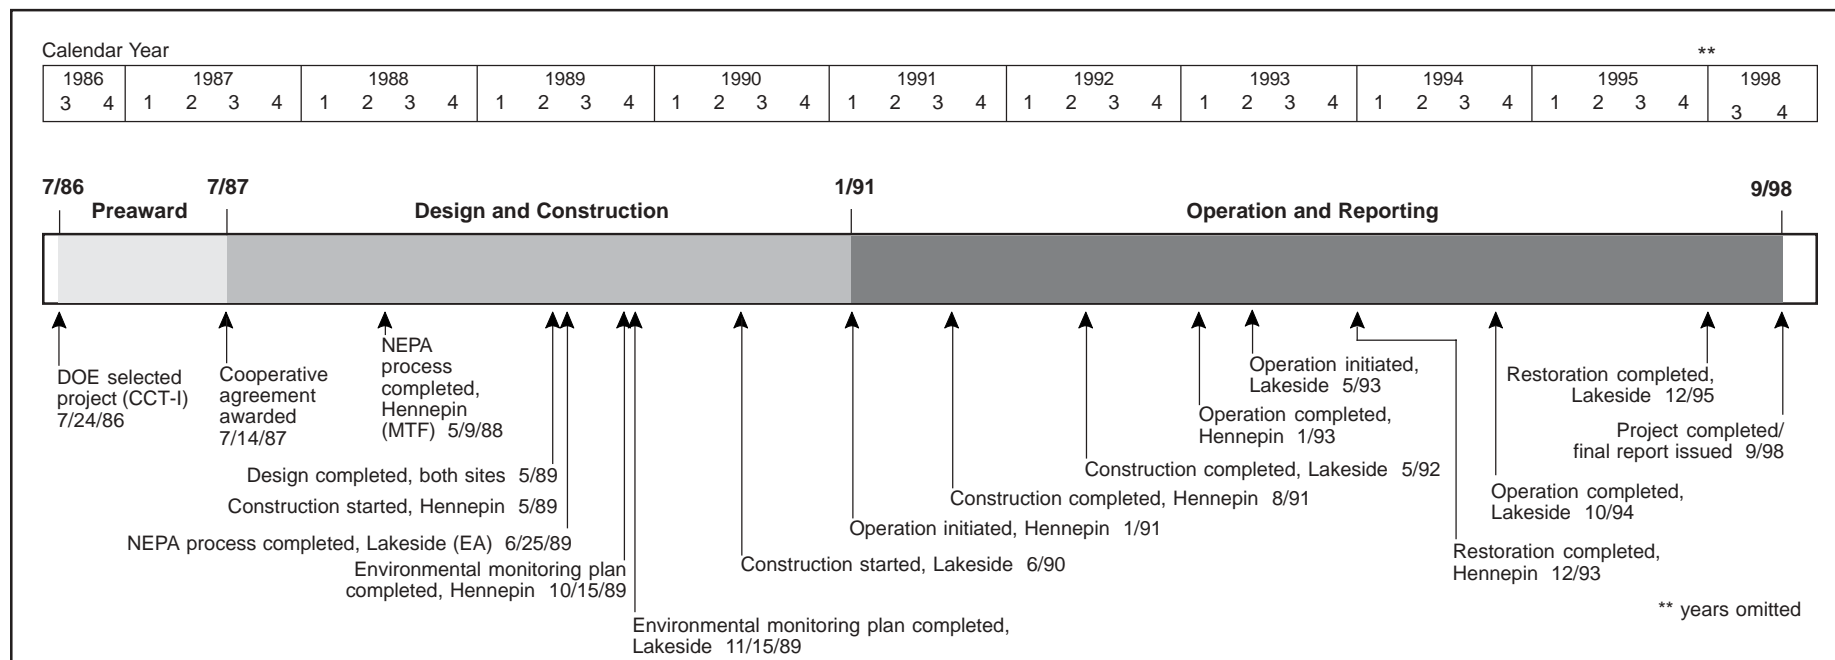 Calendar Year
**
1986 1987 1988 1989 1990 1991 1992 1993 1994 1995 1998
3 4 1 2 3 4 1 2 3 4 1 2 3 4 1 2 3 4 1 2 3 4 1 2 3 4 1 2 3 4 1 2 3 4 1 2 3 4 3 4
7/86 7/87 1/91 9/98
Preaward Design and Construction Operation and Reporting
DOE selected
project (CCT-I)
7/24/86
Cooperative
agreement
awarded
7/14/87
NEPA
process
completed,
Hennepin
(MTF) 5/9/88
Design completed, both sites 5/89
Construction started, Hennepin 5/89
NEPA process completed, Lakeside (EA) 6/25/89
Environmental monitoring plan
completed, Hennepin 10/15/89
Environmental monitoring plan completed,
Lakeside 11/15/89
Construction started, Lakeside 6/90
Operation initiated, Hennepin 1/91
Construction completed, Hennepin 8/91
Construction completed, Lakeside 5/92
Operation completed,
Hennepin 1/93
Operation initiated,
Lakeside 5/93
Restoration completed,
Hennepin 12/93
Operation completed,
Lakeside 10/94
Restoration completed,
Lakeside 12/95
Project completed/
final report issued 9/98
** years omitted